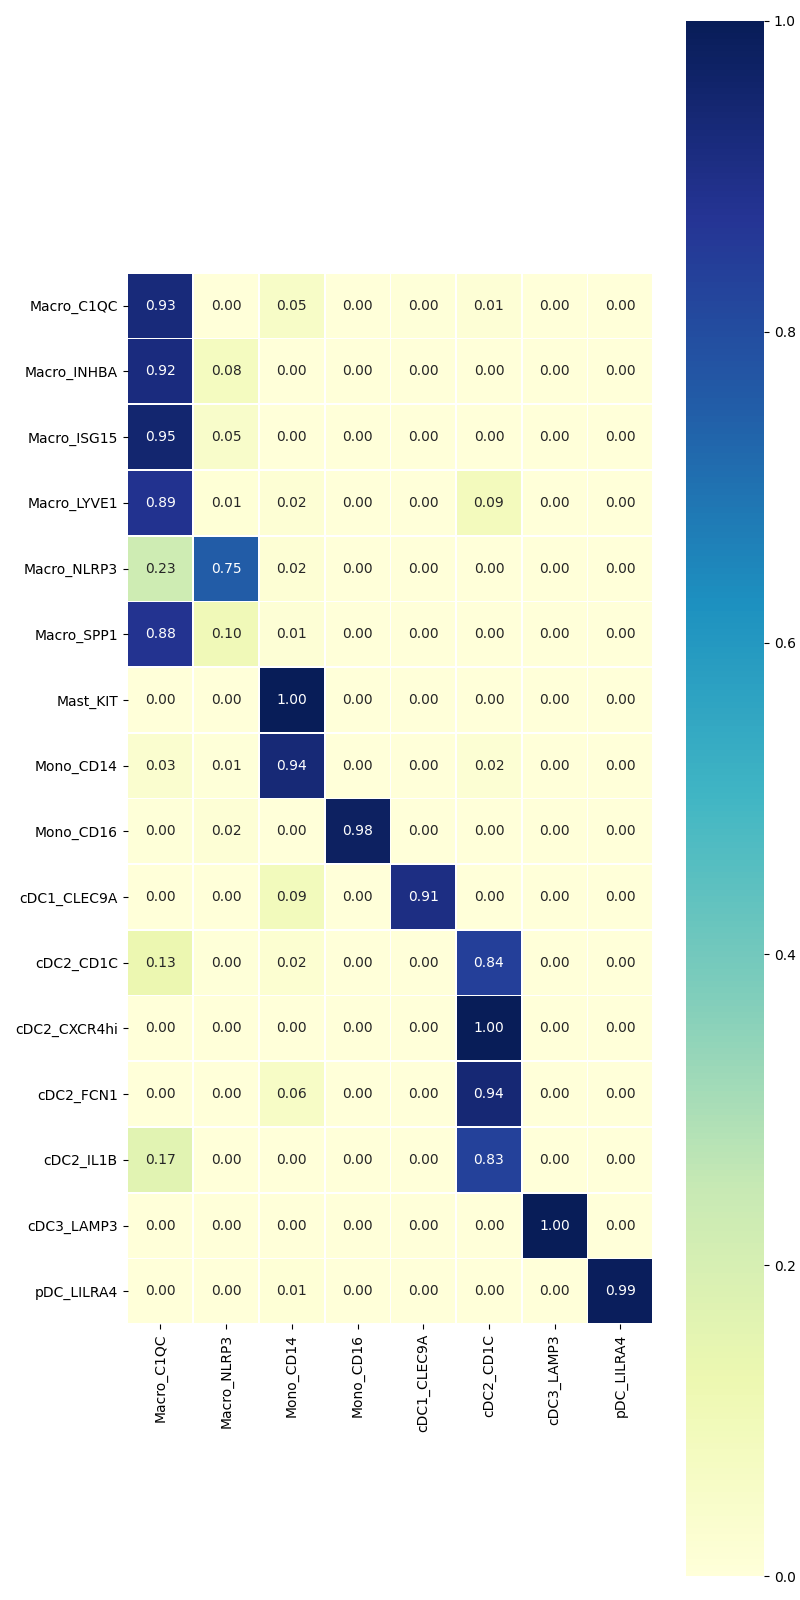 1.0
0.8
0.6
0.4
0.2
0.0
Macro_C1QC 0.93 0.00 0.05 0.00 0.00 0.01 0.00 0.00
Macro_INHBA 0.92 0.08 0.00 0.00 0.00 0.00 0.00 0.00
Macro_ISG15 0.95 0.05 0.00 0.00 0.00 0.00 0.00 0.00
Macro_LYVE1 0.89 0.01 0.02 0.00 0.00 0.09 0.00 0.00
Macro_NLRP3 0.23 0.75 0.02 0.00 0.00 0.00 0.00 0.00
Macro_SPP1 0.88 0.10 0.01 0.00 0.00 0.00 0.00 0.00
Mast_KIT 0.00 0.00 1.00 0.00 0.00 0.00 0.00 0.00
Mono_CD14 0.03 0.01 0.94 0.00 0.00 0.02 0.00 0.00
Mono_CD16 0.00 0.02 0.00 0.98 0.00 0.00 0.00 0.00
cDC1_CLEC9A 0.00 0.00 0.09 0.00 0.91 0.00 0.00 0.00
cDC2_CD1C 0.13 0.00 0.02 0.00 0.00 0.84 0.00 0.00
cDC2_CXCR4hi 0.00 0.00 0.00 0.00 0.00 1.00 0.00 0.00
cDC2_FCN1 0.00 0.00 0.06 0.00 0.00 0.94 0.00 0.00
cDC2_IL1B 0.17 0.00 0.00 0.00 0.00 0.83 0.00 0.00
cDC3_LAMP3 0.00 0.00 0.00 0.00 0.00 0.00 1.00 0.00
pDC_LILRA4 0.00 0.00 0.01 0.00 0.00 0.00 0.00 0.99
Macro_C1QC
Macro_NLRP3
Mono_CD14
Mono_CD16
cDC1_CLEC9A
cDC2_CD1C
cDC3_LAMP3
pDC_LILRA4